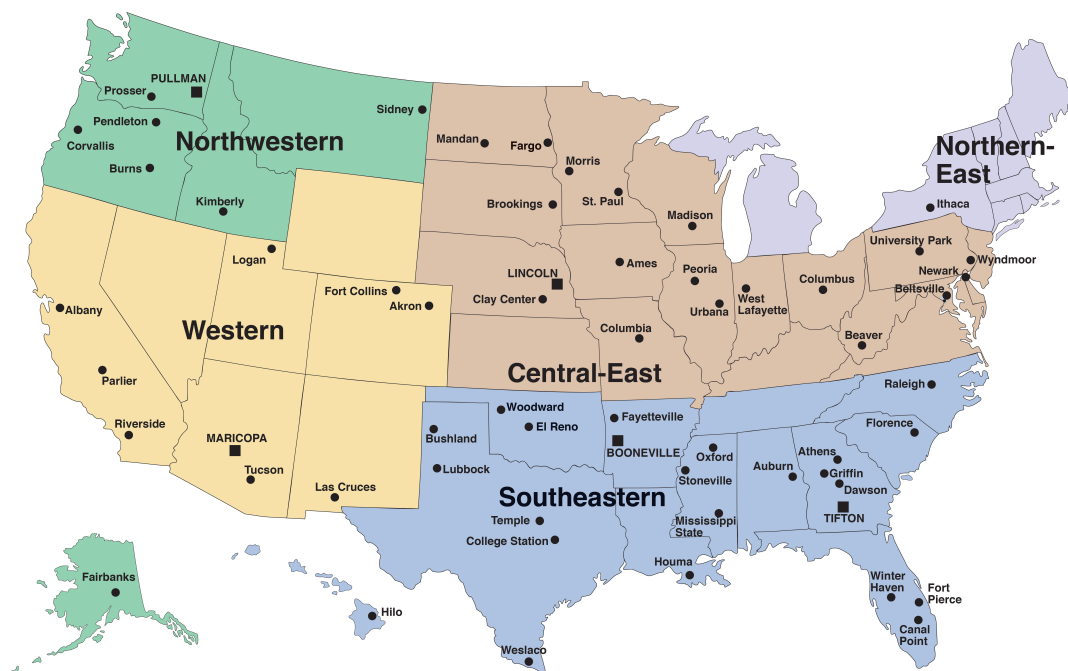 PULLMAN
Prosser
Pendleton
Corvallis
Northwestern
Burns
Kimberly
Sidney
Mandan
Fargo
Morris
St. Paul
Brookings
Madison
Northern-
East
Ithaca
University Park
Wyndmoor
Newark
Beltsville
Logan
Fort Collins
Akron
LINCOLN
Clay Center
Ames
Peoria
Urbana
West
Lafayette
Columbus
Albany
Western
Columbia
Beaver
Parlier
Central-East
Raleigh
Riverside
MARICOPA
Tucson
Las Cruces
Woodward
El Reno
Bushland
Lubbock
Fayetteville
BOONEVILLE
Oxford
Stoneville
Auburn
Athens
Griffin
Dawson
TIFTON
Florence
Southeastern
Temple
College Station
Mississippi
State
Houma
Fairbanks
Hilo
Weslaco
Winter
Haven
Fort
Pierce
Canal
Point